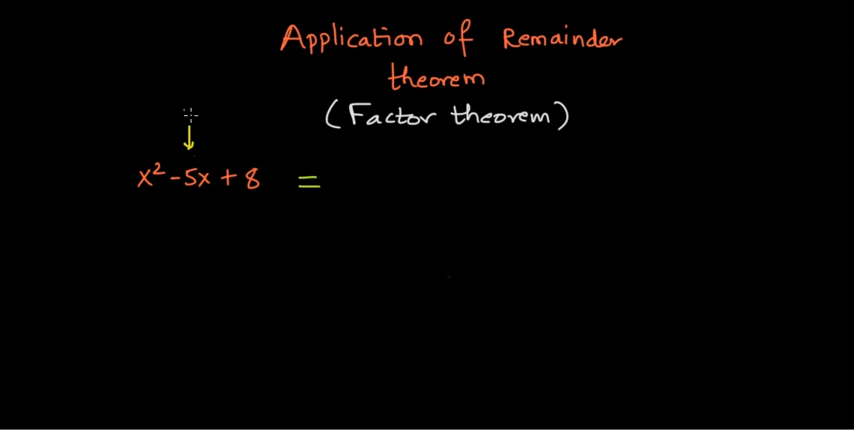 Application of Remainder
theorem
(Factor theorem)
x² - 5x + 8 =